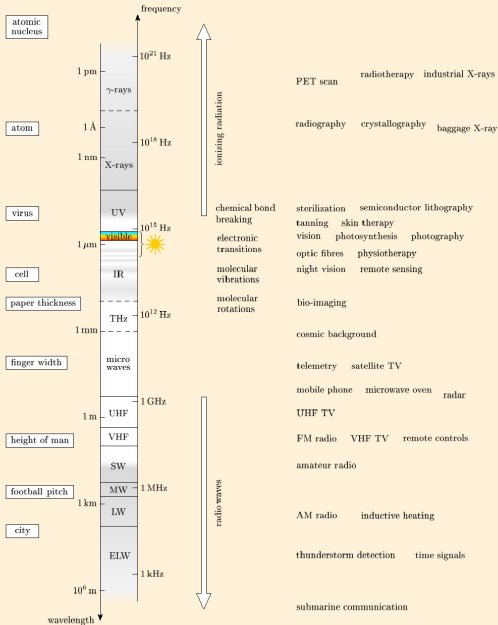 frequency
atomic
nucleus
10²¹ Hz
1 pm
radiotherapy industrial X-rays
PET scan
γ-rays
ionizing radiation
atom
1 Å
radiography crystallography baggage X-ray
10¹⁸ Hz
1 nm
X-rays
virus
UV
chemical bond
breaking
sterilization semiconductor lithography
tanning skin therapy
10¹⁵ Hz
visible
1 μm
electronic
transitions
vision photosynthesis photography
optic fibres physiotherapy
cell
IR
molecular
vibrations
night vision remote sensing
paper thickness
molecular
rotations
bio-imaging
THz
10¹² Hz
1 mm
cosmic background
finger width
micro
waves
telemetry satellite TV
mobile phone microwave oven radar
1 GHz
1 m
UHF
UHF TV
height of man
VHF
FM radio VHF TV remote controls
SW
amateur radio
football pitch
MW
1 MHz
radio waves
1 km
LW
AM radio inductive heating
city
ELW
thunderstorm detection time signals
1 kHz
10⁶ m
submarine communication
wavelength